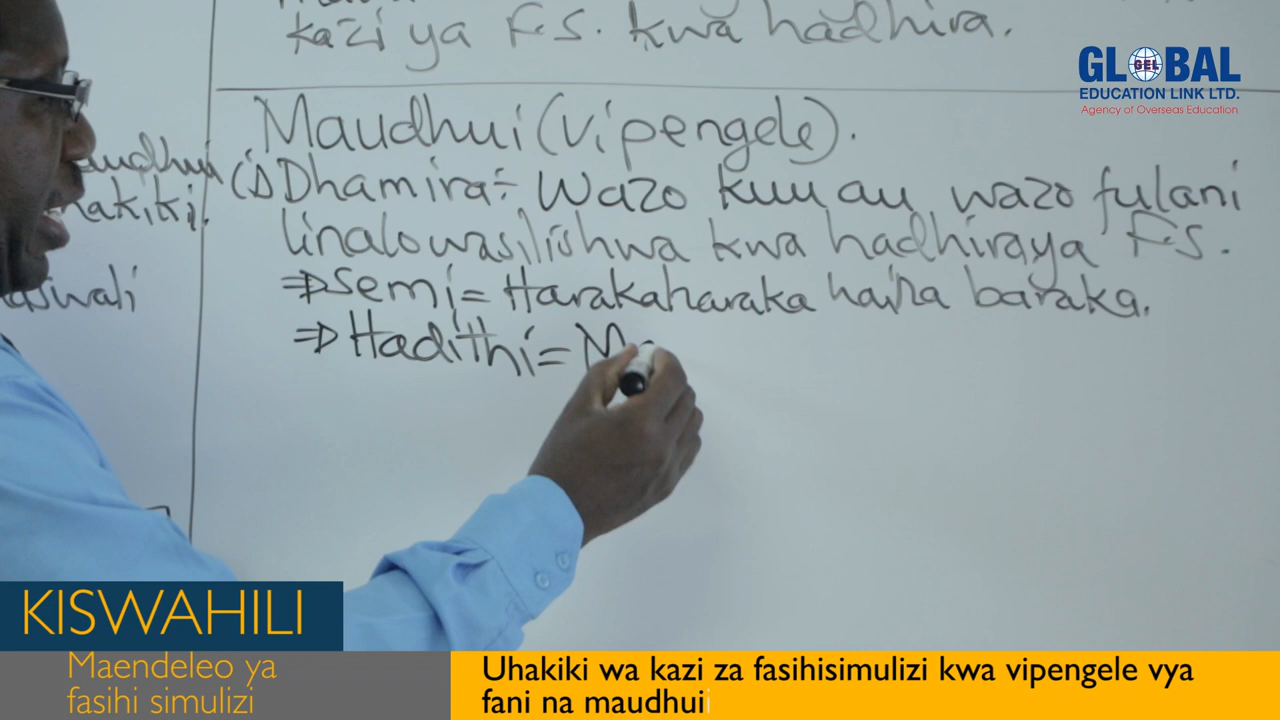 kazi ya F.S. kwa hadhira.
GLOBAL
GEL
EDUCATION LINK LTD.
Agency of Overseas Education
Maudhui (Vipengele).
(i) Dhamira÷ Wazo kuu au wazo fulani
linalowasilishwa kwa hadhira ya F.S.
⇒ Semi = Harakaharaka haina baraka.
⇒ Hadithi = M
KISWAHILI
Maendeleo ya
fasihi simulizi
Uhakiki wa kazi za fasihisimulizi kwa vipengele vya
fani na maudhui